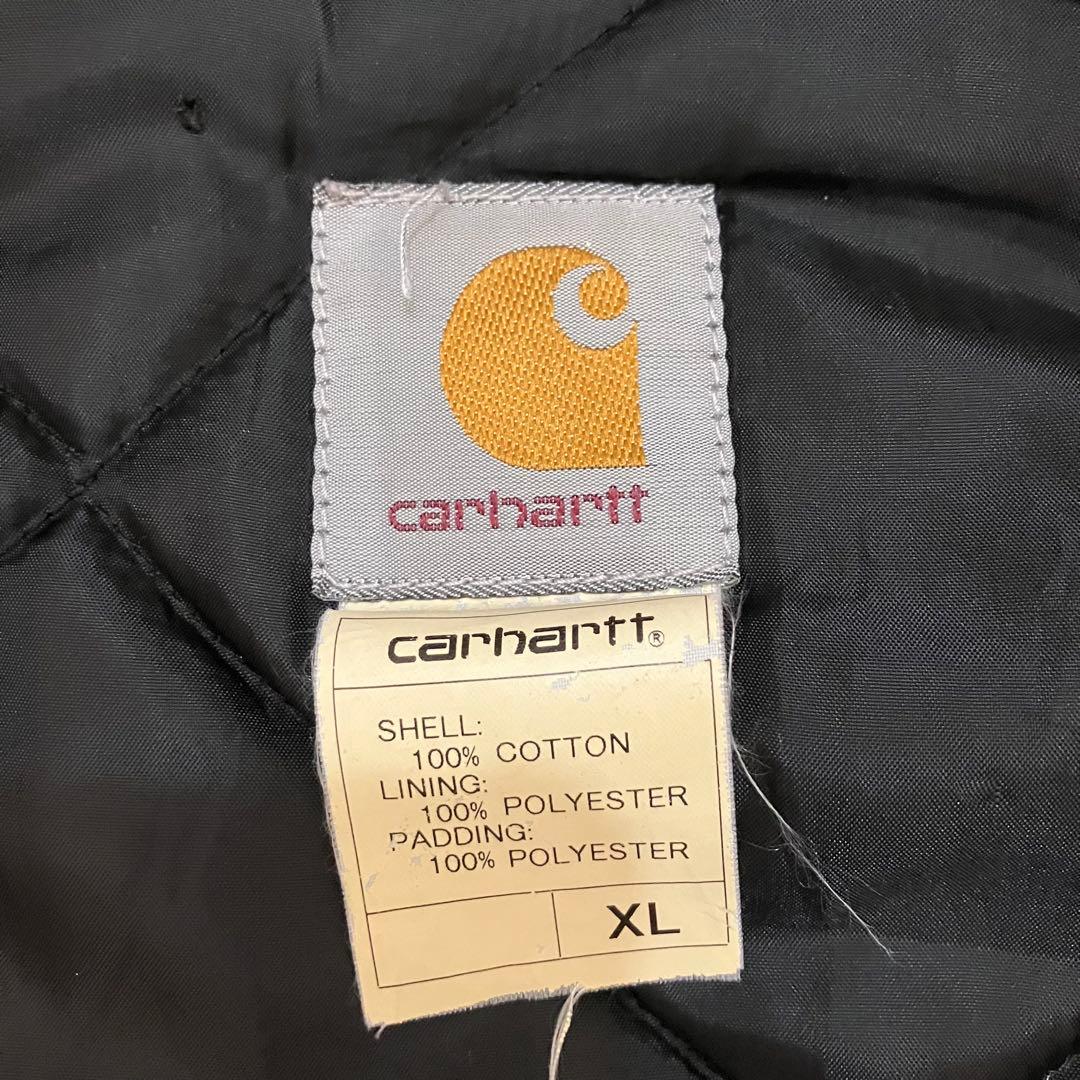 carhartt
carhartt®
SHELL:
100% COTTON
LINING:
100% POLYESTER
PADDING:
100% POLYESTER
XL